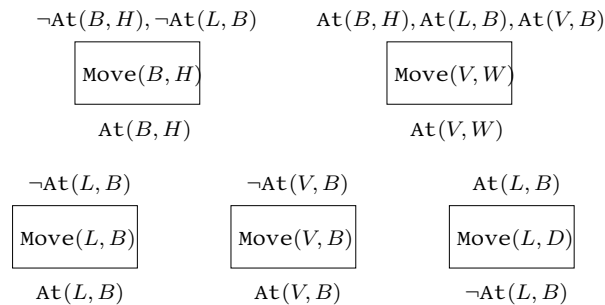 ¬At(B, H), ¬At(L, B) At(B, H), At(L, B), At(V, B)
Move(B, H) Move(V, W)
At(B, H) At(V, W)
¬At(L, B) ¬At(V, B) At(L, B)
Move(L, B) Move(V, B) Move(L, D)
At(L, B) At(V, B) ¬At(L, B)